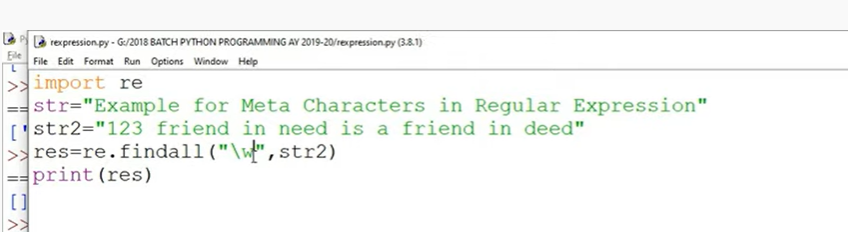 rexpression.py - G:/2018 BATCH PYTHON PROGRAMMING AY 2019-20/rexpression.py (3.8.1)
File
File Edit Format Run Options Window Help
import re
>>
str="Example for Meta Characters in Regular Expression"
==
str2="123 friend in need is a friend in deed"
['
res=re.findall("\w",str2)
>>
print(res)
==
[]
>>